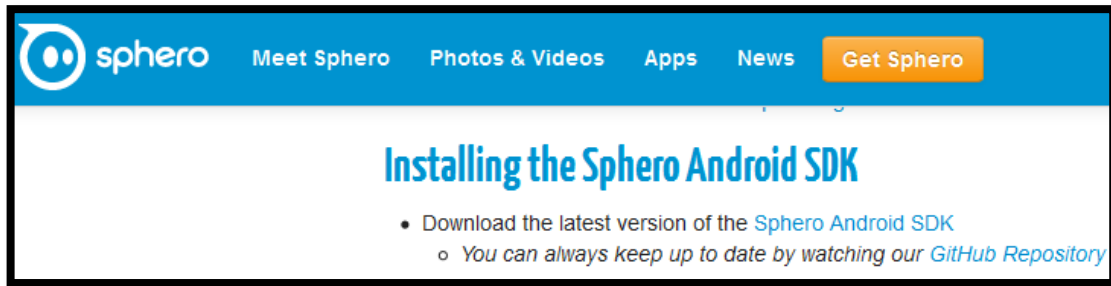 sphero Meet Sphero Photos & Videos Apps News Get Sphero
Installing the Sphero Android SDK
• Download the latest version of the Sphero Android SDK
o You can always keep up to date by watching our GitHub Repository